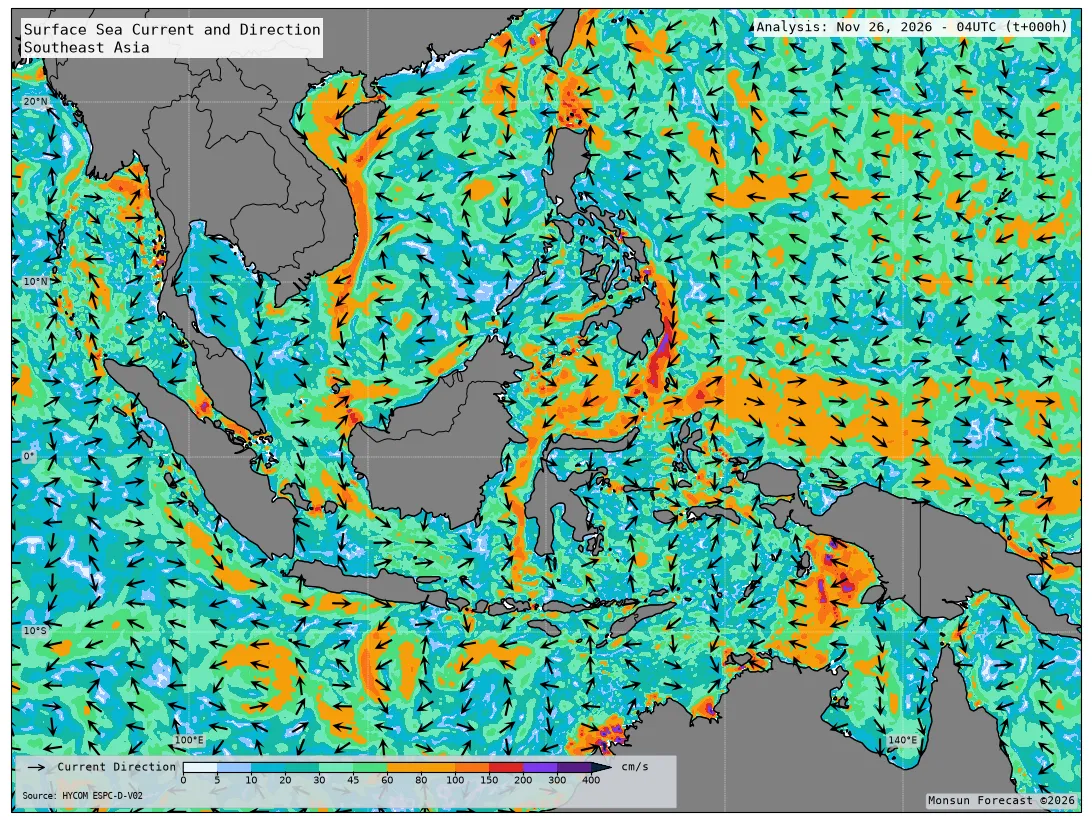 Surface Sea Current and Direction
Southeast Asia
Analysis: Nov 26, 2026 - 04UTC (t+000h)
20°N
10°N
0°
10°S
100°E
140°E
Current Direction
cm/s
0 5 10 20 30 45 60 80 100 150 200 300 400
Source: HYCOM ESPC-D-V02
Monsun Forecast ©2026